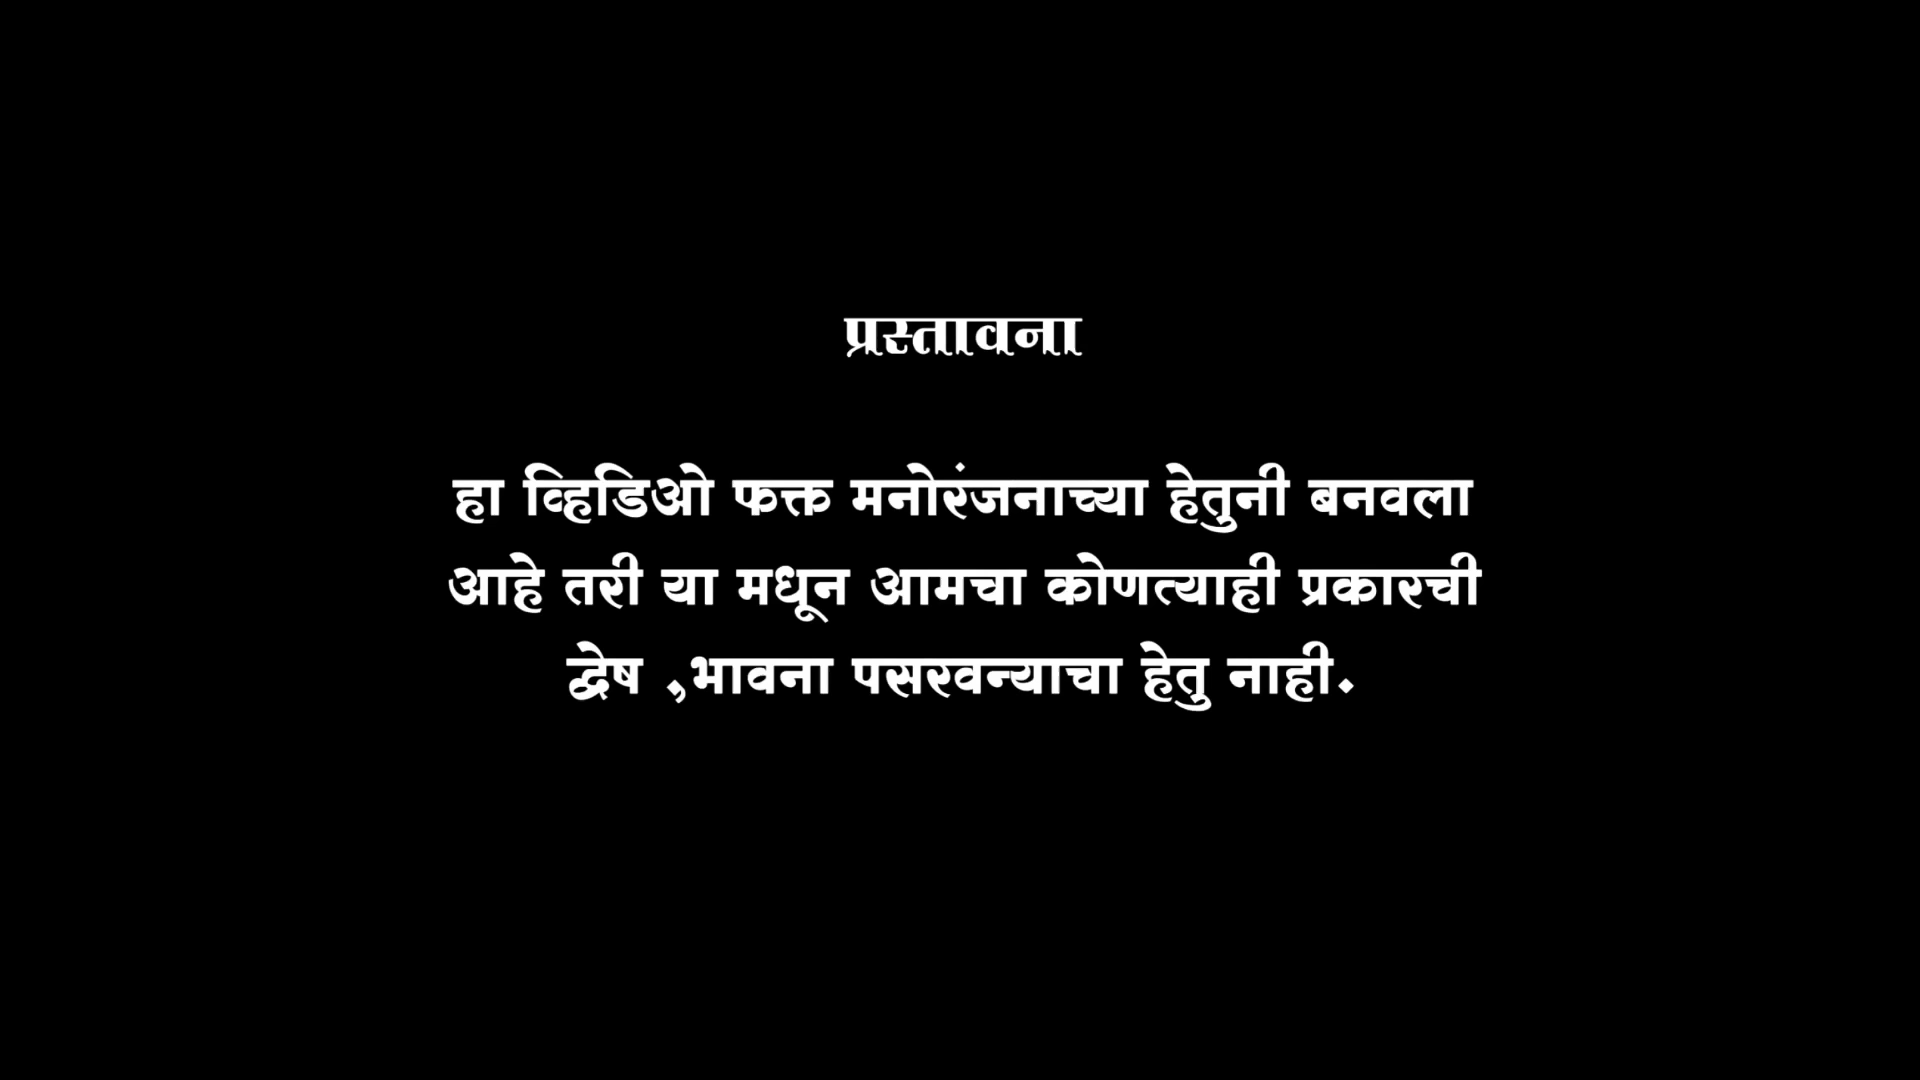 प्रस्तावना
हा व्हिडिओ फक्त मनोरंजनाच्या हेतुनी बनवला
आहे तरी या मधून आमचा कोणत्याही प्रकारची
द्वेष ,भावना पसरवन्याचा हेतु नाही.